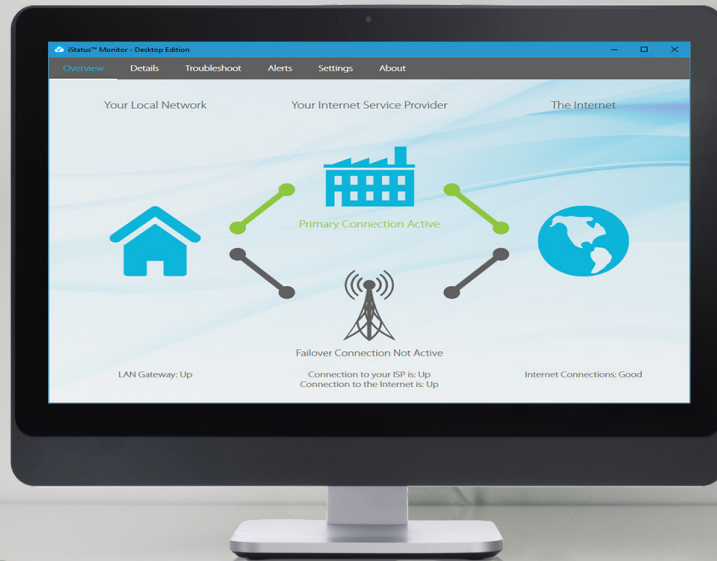 iStatus™ Monitor - Desktop Edition
Overview Details Troubleshoot Alerts Settings About
Your Local Network Your Internet Service Provider The Internet
Primary Connection Active
Failover Connection Not Active
LAN Gateway: Up
Connection to your ISP is: Up
Connection to the Internet is: Up
Internet Connections: Good